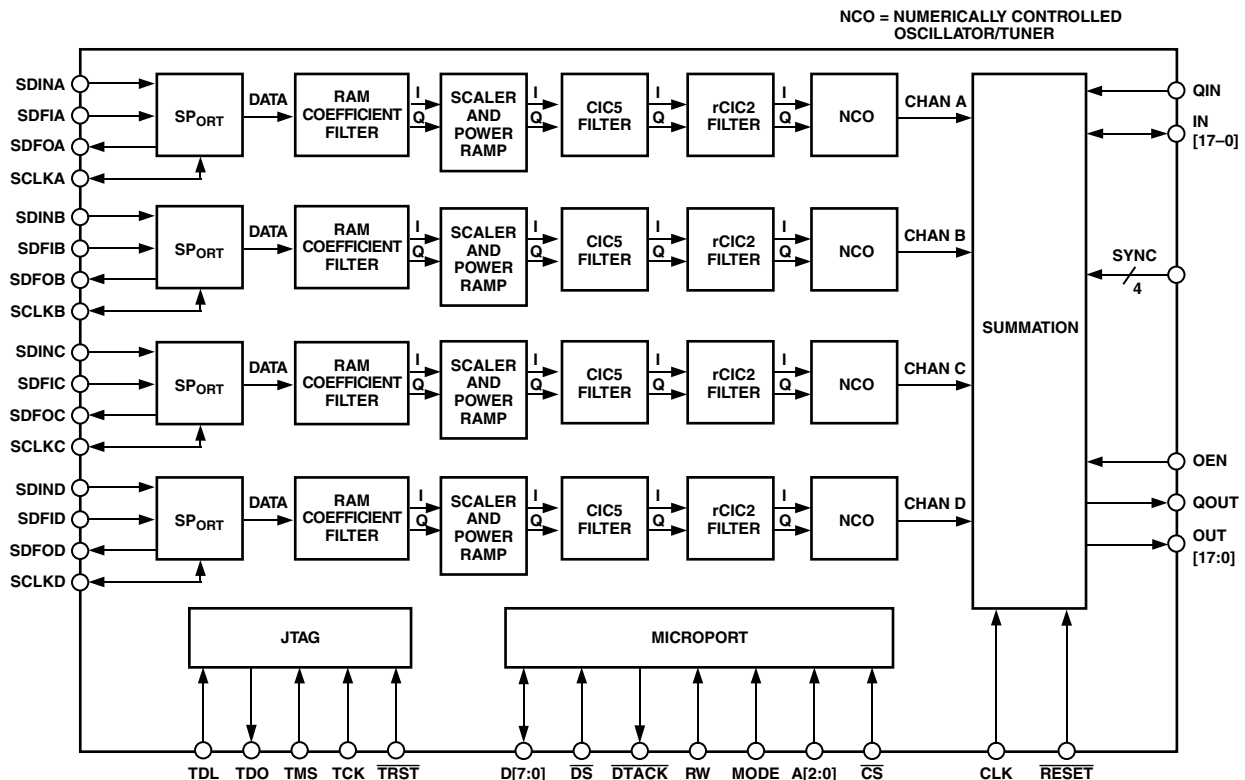 NCO = NUMERICALLY CONTROLLED
OSCILLATOR/TUNER
SDINA
SDFIA
SDFOA
SCLKA
SPORT
DATA
RAM
COEFFICIENT
FILTER
I
Q
SCALER
AND
POWER
RAMP
I
Q
CIC5
FILTER
I
Q
rCIC2
FILTER
I
Q
NCO
CHAN A
SDINB
SDFIB
SDFOB
SCLKB
SPORT
DATA
RAM
COEFFICIENT
FILTER
I
Q
SCALER
AND
POWER
RAMP
I
Q
CIC5
FILTER
I
Q
rCIC2
FILTER
I
Q
NCO
CHAN B
SDINC
SDFIC
SDFOC
SCLKC
SPORT
DATA
RAM
COEFFICIENT
FILTER
I
Q
SCALER
AND
POWER
RAMP
I
Q
CIC5
FILTER
I
Q
rCIC2
FILTER
I
Q
NCO
CHAN C
SDIND
SDFID
SDFOD
SCLKD
SPORT
DATA
RAM
COEFFICIENT
FILTER
I
Q
SCALER
AND
POWER
RAMP
I
Q
CIC5
FILTER
I
Q
rCIC2
FILTER
I
Q
NCO
CHAN D
SUMMATION
QIN
IN
[17–0]
SYNC
4
OEN
QOUT
OUT
[17:0]
JTAG
MICROPORT
TDL
TDO
TMS
TCK
TRST
D[7:0]
DS
DTACK
RW
MODE
A[2:0]
CS
CLK
RESET